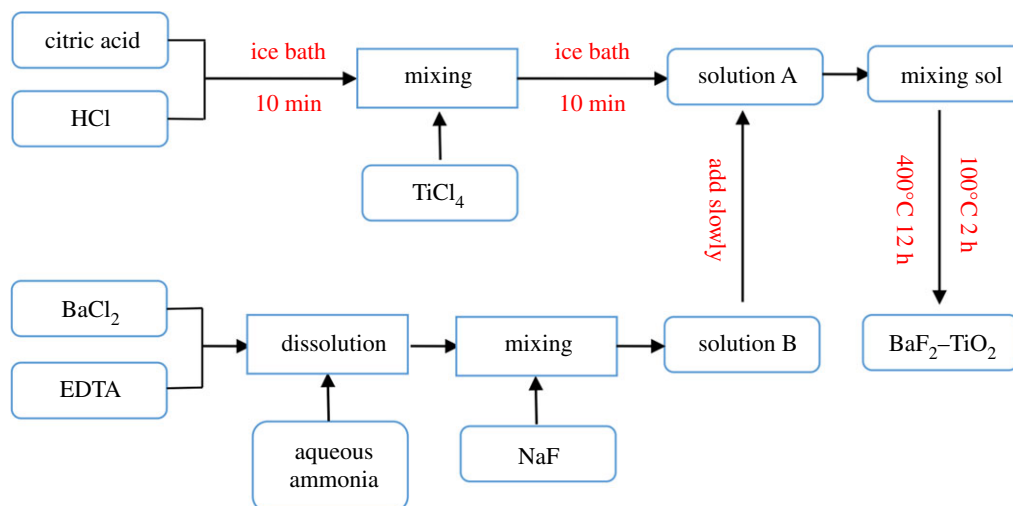 citric acid
HCl
ice bath
10 min
mixing
TiCl4
ice bath
10 min
solution A
mixing sol
add slowly
400°C 12 h
100°C 2 h
BaCl2
EDTA
dissolution
aqueous
ammonia
mixing
NaF
solution B
BaF2–TiO2